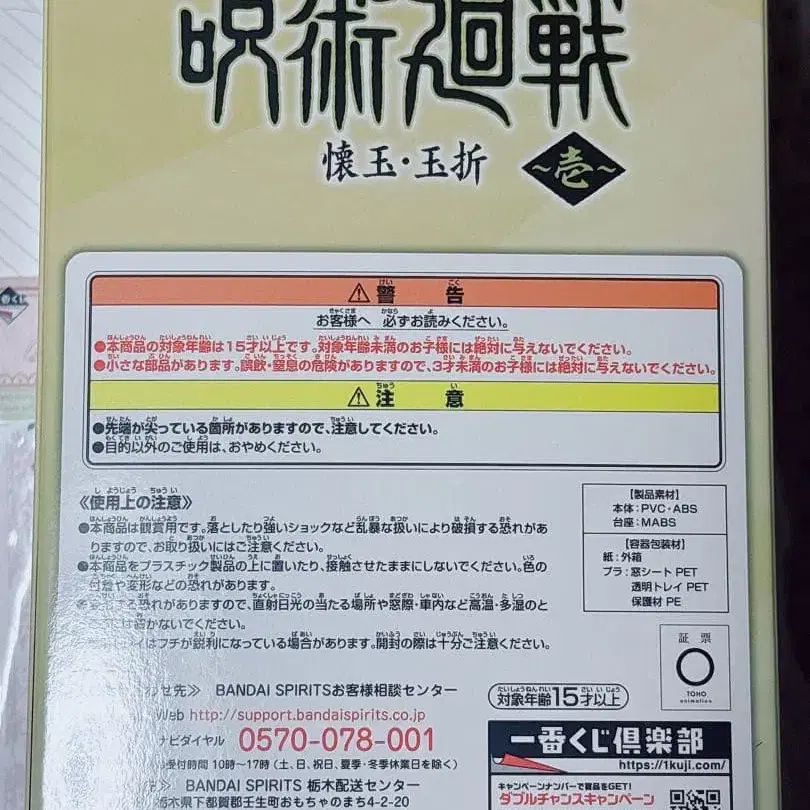 呪術廻戦
懐玉・玉折 ~壱~
⚠警告
お客様へ 必ずお読みください。
●本商品の対象年齢は15才以上です。対象年齢未満のお子様には絶対に与えないでください。
●小さな部品があります。誤飲・窒息の危険がありますので、3才未満のお子様には絶対に与えないでください。
⚠注意
●先端が尖っている箇所がありますので、注意してください。
●目的以外のご使用は、おやめください。
《使用上の注意》
●本商品は観賞用です。落としたり強いショックなど乱暴な扱いにより破損する恐れがあ
りますので、お取り扱いにはご注意ください。
●本商品をプラスチック製品の上に置いたり、接触させたままにしないでください。色の
付着や変形などの恐れがあります。
する恐れがありますので、直射日光の当たる場所や窓際・車内など高温・多湿のと
かないでください。
はフチが鋭利になっている場合があります。開封の際は十分ご注意ください。
【製品素材】
本体:PVC・ABS
台座:MABS
【容器包装材】
紙:外箱
プラ:窓シート PET
透明トレイ PET
保護材 PE
証票
TOHO
animation
せ先》 BANDAI SPIRITSお客様相談センター
Web http://support.bandaispirits.co.jp
ナビダイヤル 0570-078-001
受付時間 10時~17時(土、日、祝日、夏季・冬季休業日を除く)
BANDAI SPIRITS 栃木配送センター
栃木県下都賀郡壬生町おもちゃのまち4-2-20
対象年齢15才以上
一番くじ倶楽部
https://1kuji.com/
キャンペーンナンバーで賞品をGET!
ダブルチャンスキャンペーン